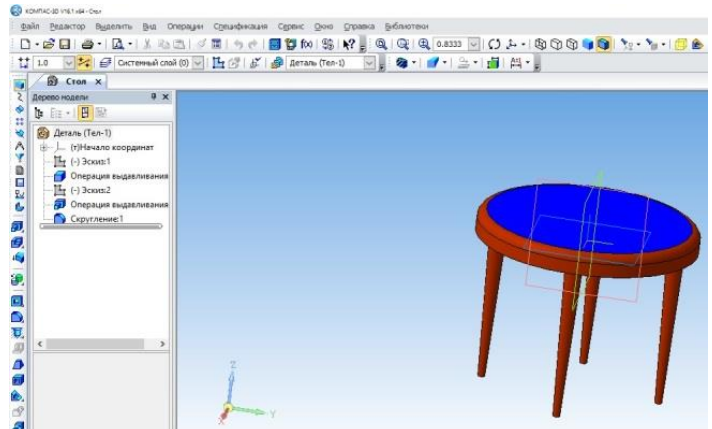 КОМПАС-3D V16.1 x64 - Стол
Файл Редактор Выделить Вид Операции Спецификация Сервис Окно Справка Библиотеки
f(x) 0.8333
1.0 Системный слой (0) Деталь (Тел-1)
Стол x
Дерево модели
Деталь (Тел-1)
(т)Начало координат
(-) Эскиз:1
Операция выдавливания
(-) Эскиз:2
Операция выдавливания
Скругление:1
Z
Y
X